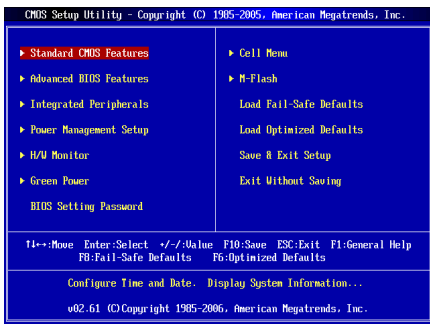 CMOS Setup Utility - Copyright (C) 1985-2005, American Megatrends, Inc.
▶ Standard CMOS Features
▶ Advanced BIOS Features
▶ Integrated Peripherals
▶ Power Management Setup
▶ H/W Monitor
▶ Green Power
BIOS Setting Password
▶ Cell Menu
▶ M-Flash
Load Fail-Safe Defaults
Load Optimized Defaults
Save & Exit Setup
Exit Without Saving
↑↓←→:Move Enter:Select +/-/:Value F10:Save ESC:Exit F1:General Help
F8:Fail-Safe Defaults F6:Optimized Defaults
Configure Time and Date. Display System Information...
v02.61 (C)Copyright 1985-2006, American Megatrends, Inc.